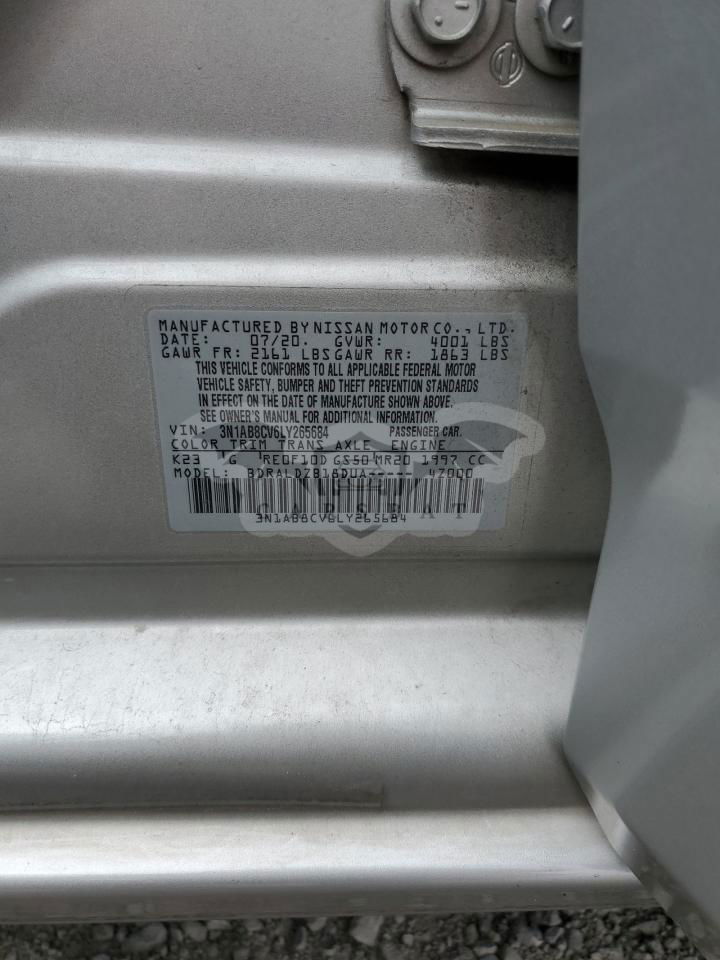 MANUFACTURED BY NISSAN MOTOR CO., LTD.
DATE: 07/20. GVWR: 4001 LBS
GAWR FR: 2161 LBS GAWR RR: 1863 LBS
THIS VEHICLE CONFORMS TO ALL APPLICABLE FEDERAL MOTOR
VEHICLE SAFETY, BUMPER AND THEFT PREVENTION STANDARDS
IN EFFECT ON THE DATE OF MANUFACTURE SHOWN ABOVE.
SEE OWNER'S MANUAL FOR ADDITIONAL INFORMATION.
VIN: 3N1AB8CV6LY265684 PASSENGER CAR.
COLOR TRIM TRANS AXLE ENGINE
K23 G RE0F10D GS50 MR20 1997 CC
MODEL: BDRALDZB18DUA----- 4Z000
3N1AB8CV6LY265684